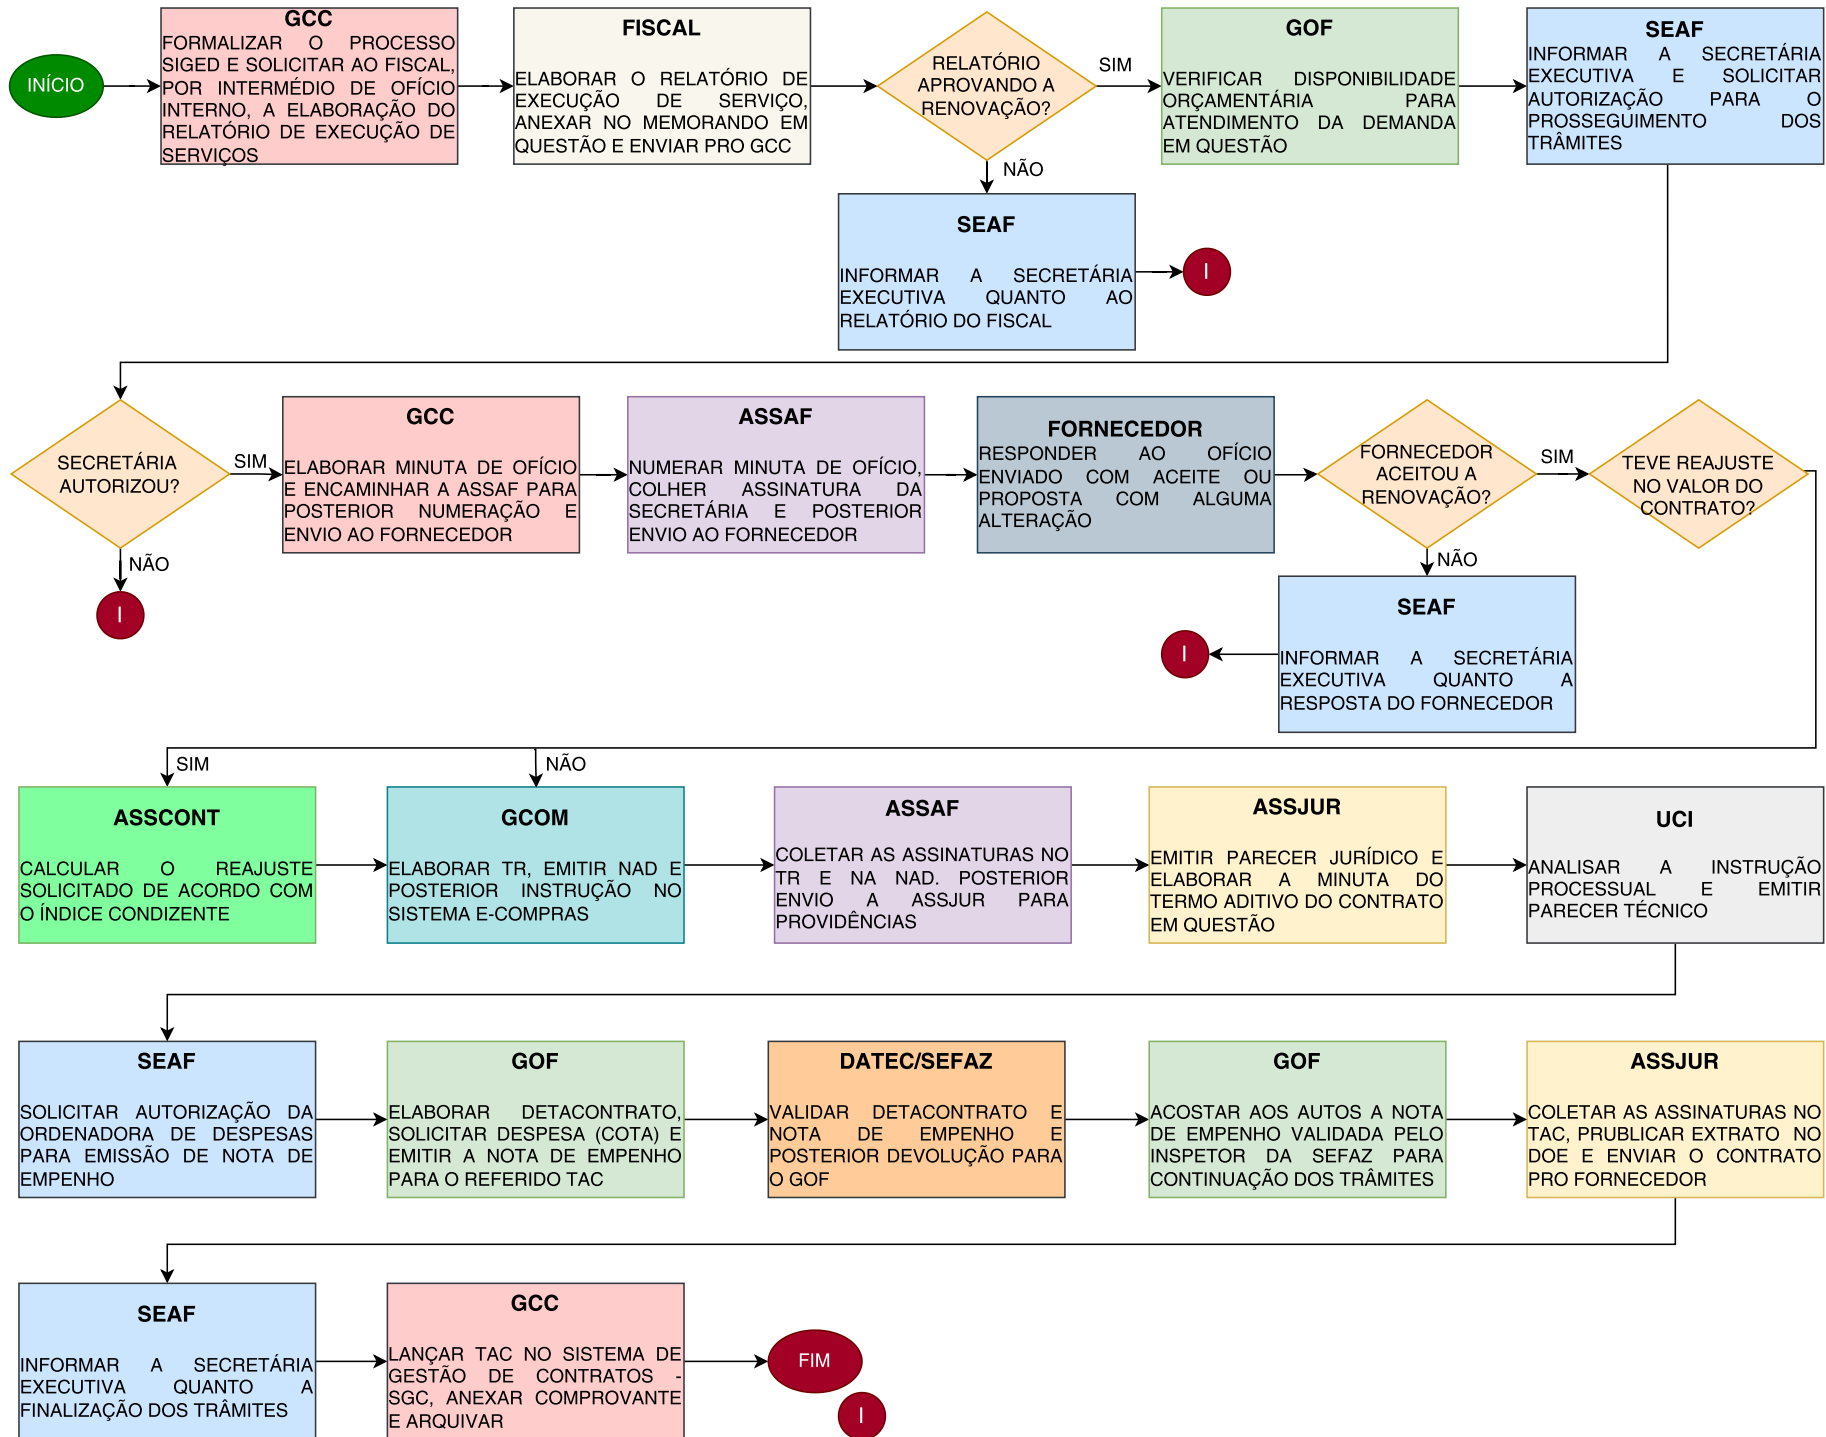 INÍCIO
GCC
FORMALIZAR O PROCESSO
SIGED E SOLICITAR AO FISCAL,
POR INTERMÉDIO DE OFÍCIO
INTERNO, A ELABORAÇÃO DO
RELATÓRIO DE EXECUÇÃO DE
SERVIÇOS
FISCAL
ELABORAR O RELATÓRIO DE
EXECUÇÃO DE SERVIÇO,
ANEXAR NO MEMORANDO EM
QUESTÃO E ENVIAR PRO GCC
RELATÓRIO
APROVANDO A
RENOVAÇÃO?
SIM
NÃO
GOF
VERIFICAR DISPONIBILIDADE
ORÇAMENTÁRIA PARA
ATENDIMENTO DA DEMANDA
EM QUESTÃO
SEAF
INFORMAR A SECRETÁRIA
EXECUTIVA E SOLICITAR
AUTORIZAÇÃO PARA O
PROSSEGUIMENTO DOS
TRÂMITES
SEAF
INFORMAR A SECRETÁRIA
EXECUTIVA QUANTO AO
RELATÓRIO DO FISCAL
I
SECRETÁRIA
AUTORIZOU?
SIM
NÃO
I
GCC
ELABORAR MINUTA DE OFÍCIO
E ENCAMINHAR A ASSAF PARA
POSTERIOR NUMERAÇÃO E
ENVIO AO FORNECEDOR
ASSAF
NUMERAR MINUTA DE OFÍCIO,
COLHER ASSINATURA DA
SECRETÁRIA E POSTERIOR
ENVIO AO FORNECEDOR
FORNECEDOR
RESPONDER AO OFÍCIO
ENVIADO COM ACEITE OU
PROPOSTA COM ALGUMA
ALTERAÇÃO
FORNECEDOR
ACEITOU A
RENOVAÇÃO?
SIM
NÃO
TEVE REAJUSTE
NO VALOR DO
CONTRATO?
SEAF
INFORMAR A SECRETÁRIA
EXECUTIVA QUANTO A
RESPOSTA DO FORNECEDOR
I
SIM
NÃO
ASSCONT
CALCULAR O REAJUSTE
SOLICITADO DE ACORDO COM
O ÍNDICE CONDIZENTE
GCOM
ELABORAR TR, EMITIR NAD E
POSTERIOR INSTRUÇÃO NO
SISTEMA E-COMPRAS
ASSAF
COLETAR AS ASSINATURAS NO
TR E NA NAD. POSTERIOR
ENVIO A ASSJUR PARA
PROVIDÊNCIAS
ASSJUR
EMITIR PARECER JURÍDICO E
ELABORAR A MINUTA DO
TERMO ADITIVO DO CONTRATO
EM QUESTÃO
UCI
ANALISAR A INSTRUÇÃO
PROCESSUAL E EMITIR
PARECER TÉCNICO
SEAF
SOLICITAR AUTORIZAÇÃO DA
ORDENADORA DE DESPESAS
PARA EMISSÃO DE NOTA DE
EMPENHO
GOF
ELABORAR DETACONTRATO,
SOLICITAR DESPESA (COTA) E
EMITIR A NOTA DE EMPENHO
PARA O REFERIDO TAC
DATEC/SEFAZ
VALIDAR DETACONTRATO E
NOTA DE EMPENHO E
POSTERIOR DEVOLUÇÃO PARA
O GOF
GOF
ACOSTAR AOS AUTOS A NOTA
DE EMPENHO VALIDADA PELO
INSPETOR DA SEFAZ PARA
CONTINUAÇÃO DOS TRÂMITES
ASSJUR
COLETAR AS ASSINATURAS NO
TAC, PRUBLICAR EXTRATO NO
DOE E ENVIAR O CONTRATO
PRO FORNECEDOR
SEAF
INFORMAR A SECRETÁRIA
EXECUTIVA QUANTO A
FINALIZAÇÃO DOS TRÂMITES
GCC
LANÇAR TAC NO SISTEMA DE
GESTÃO DE CONTRATOS -
SGC, ANEXAR COMPROVANTE
E ARQUIVAR
FIM
I